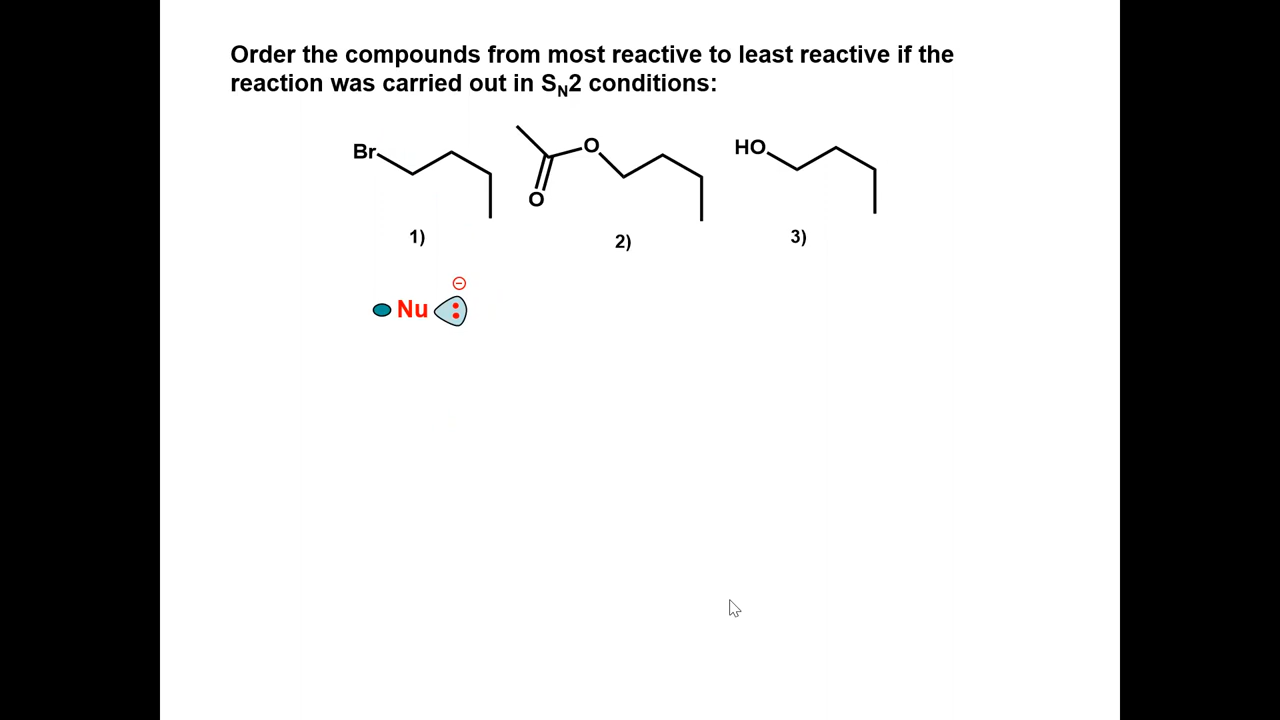 Order the compounds from most reactive to least reactive if the
reaction was carried out in SN2 conditions:
Br
O
O
HO
1)
2)
3)
⊖
Nu